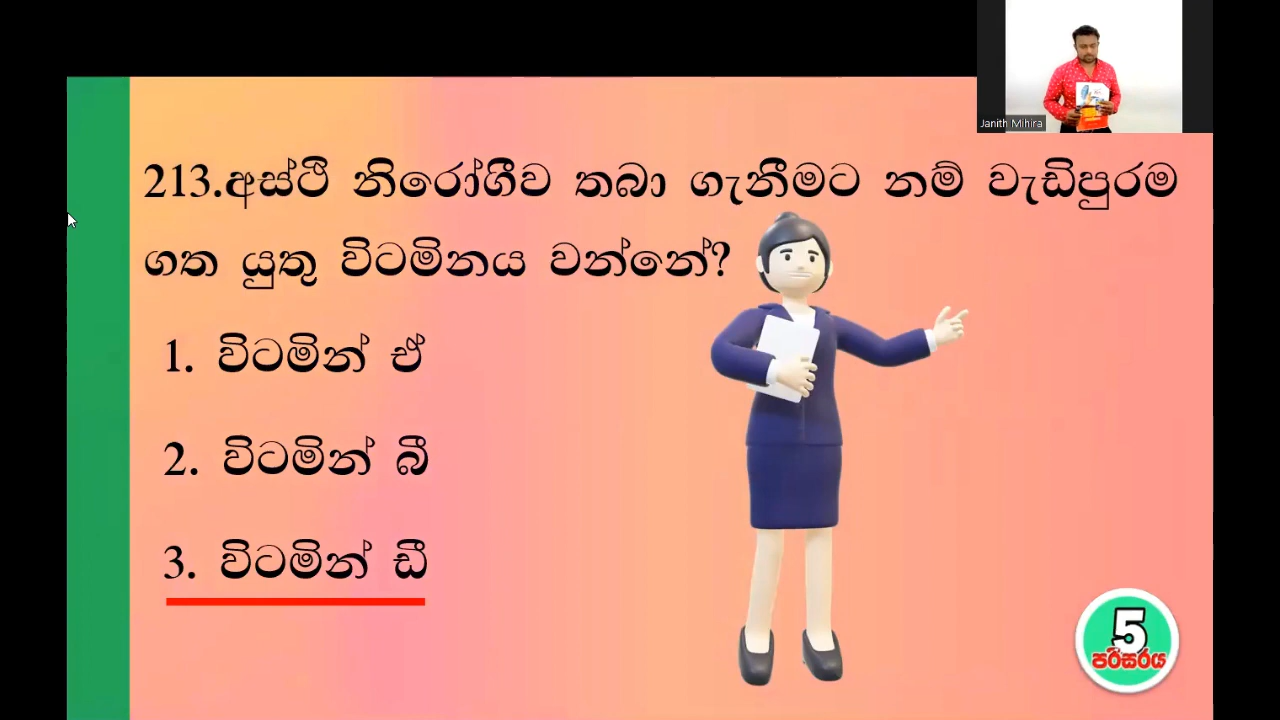 Janith Mihira
213.අස්ථි නිරෝගීව තබා ගැනීමට නම් වැඩිපුරම
ගත යුතු විටමිනය වන්නේ?
1. විටමින් ඒ
2. විටමින් බී
3. විටමින් ඩී
5
පරිසරය